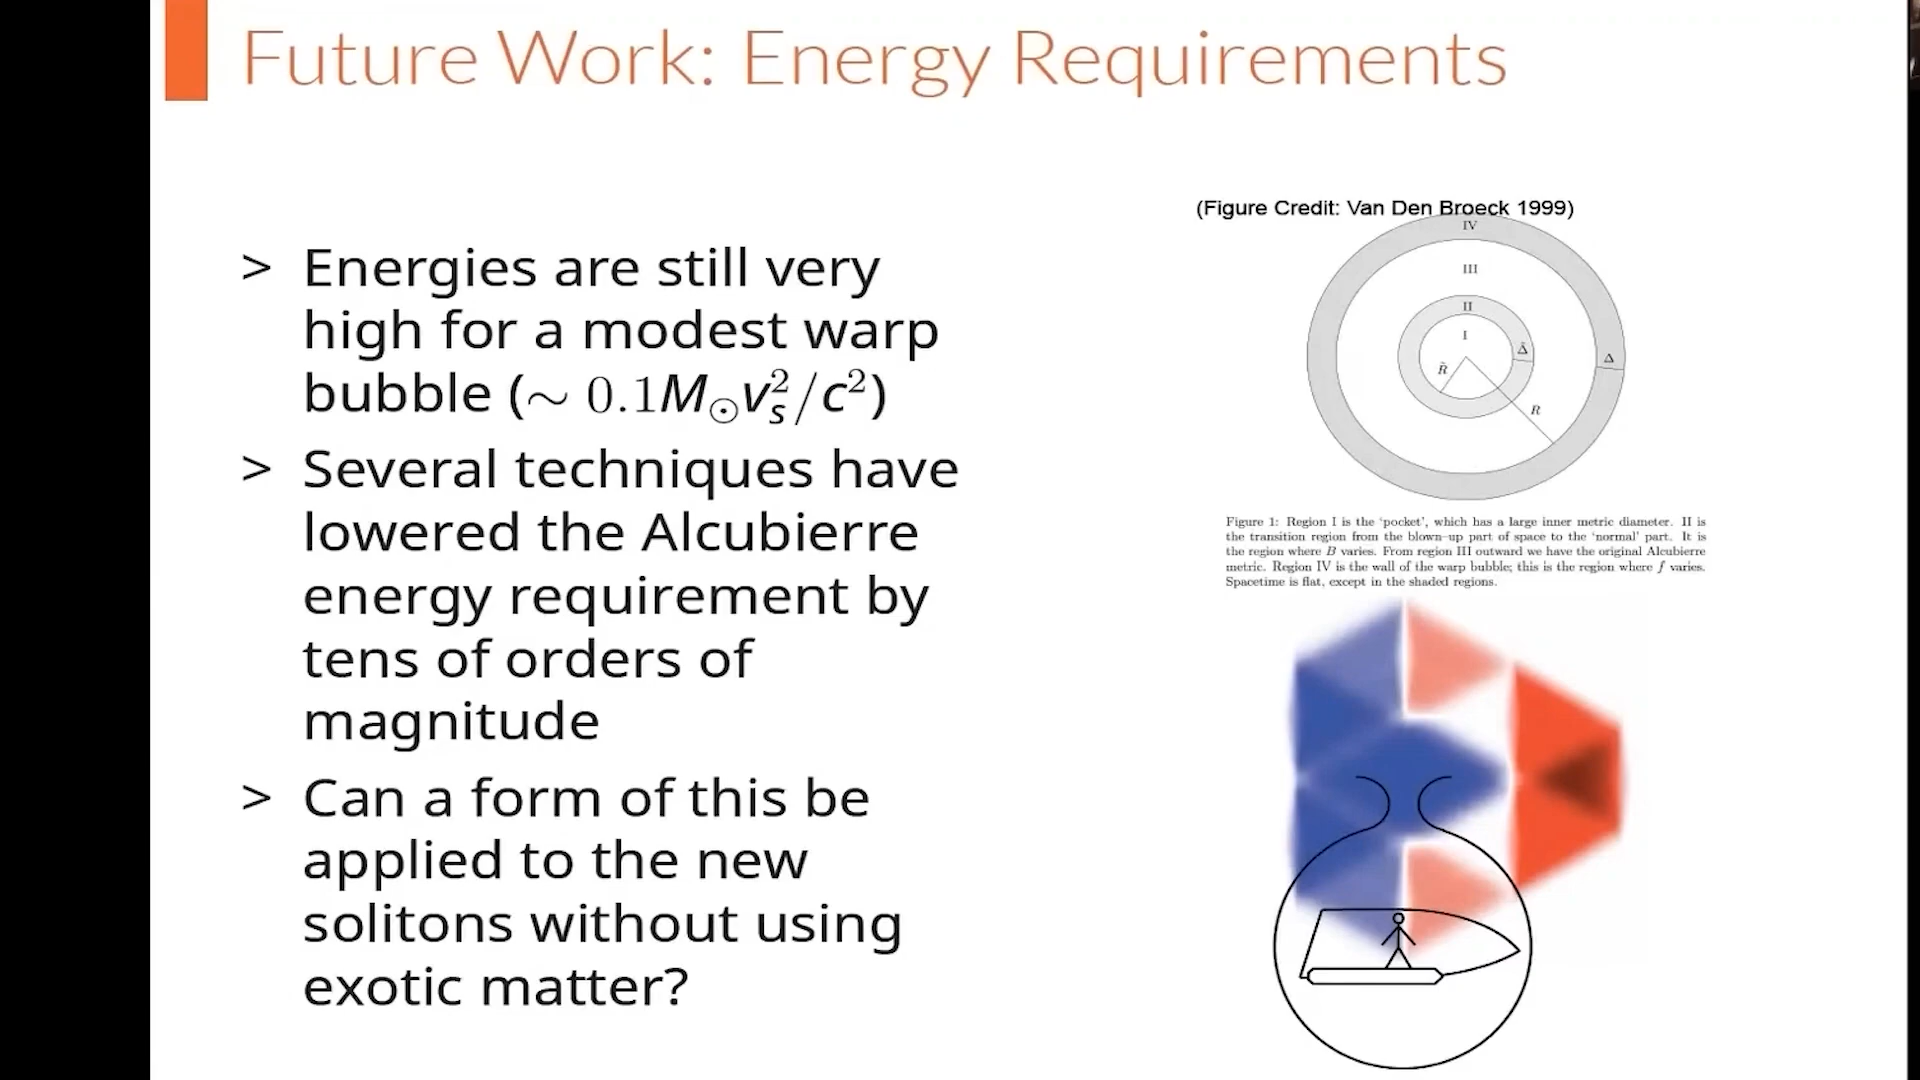 Future Work: Energy Requirements
> Energies are still very
high for a modest warp
bubble (∼ 0.1M⊙v_s^2/c^2)
> Several techniques have
lowered the Alcubierre
energy requirement by
tens of orders of
magnitude
> Can a form of this be
applied to the new
solitons without using
exotic matter?
(Figure Credit: Van Den Broeck 1999)
IV
III
II
I
Δ̃
Δ
R̃
R
Figure 1: Region I is the ‘pocket’, which has a large inner metric diameter. II is
the transition region from the blown-up part of space to the ‘normal’ part. It is
the region where B varies. From region III outward we have the original Alcubierre
metric. Region IV is the wall of the warp bubble; this is the region where f varies.
Spacetime is flat, except in the shaded regions.